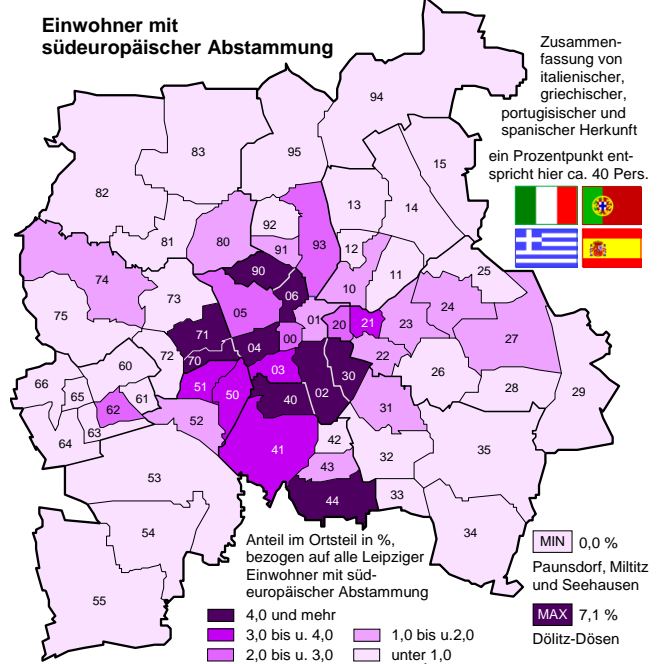 Einwohner mit
südeuropäischer Abstammung
Zusammen-
fassung von
italienischer,
griechischer,
portugisischer und
spanischer Herkunft
ein Prozentpunkt ent-
spricht hier ca. 40 Pers.
94
83
95
15
82
13
14
92
81
80
91
93
12
25
74
90
10
11
73
06
24
75
05
01
20
21
23
27
71
04
00
22
72
70
03
30
26
60
66
51
50
02
28
29
65
61
40
62
31
63
52
64
41
42
32
35
43
53
44
33
54
34
55
Anteil im Ortsteil in %,
bezogen auf alle Leipziger
Einwohner mit süd-
europäischer Abstammung
4,0 und mehr
3,0 bis u. 4,0
1,0 bis u.2,0
2,0 bis u. 3,0
unter 1,0
MIN 0,0 %
Paunsdorf, Miltitz
und Seehausen
MAX 7,1 %
Dölitz-Dösen